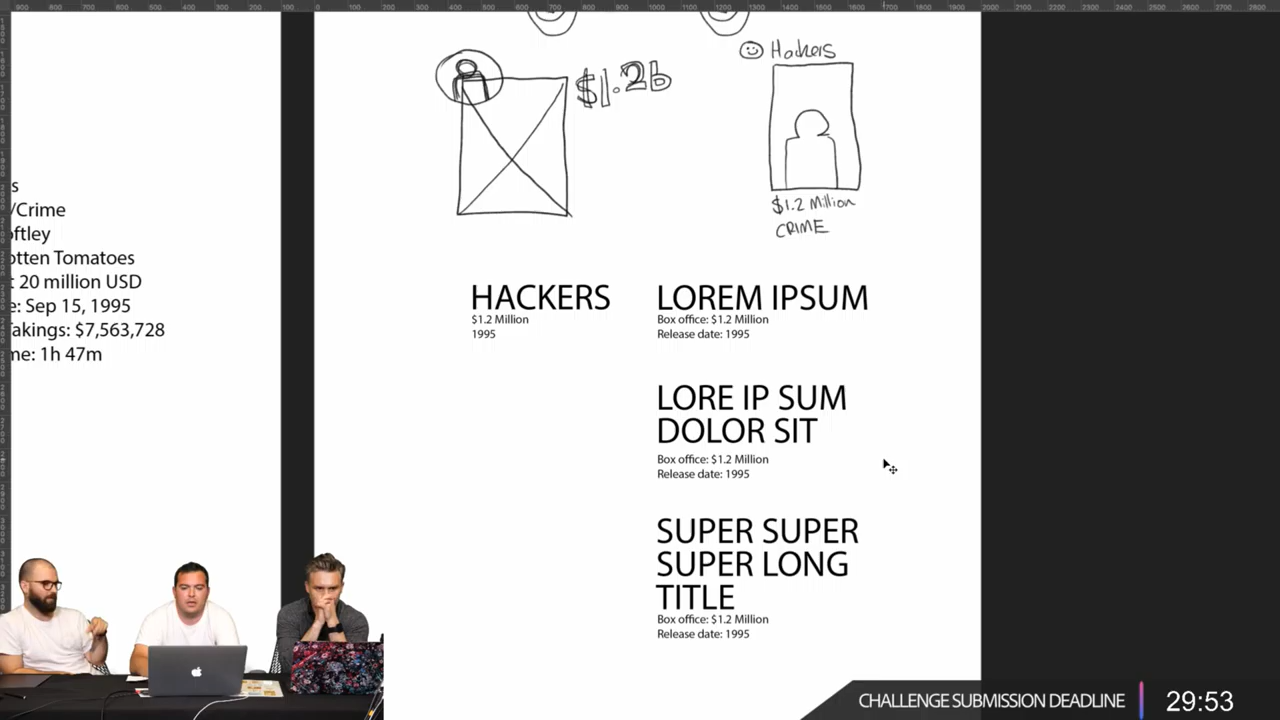 $1.2b
Hackers
$1.2 Million
CRIME
s
/Crime
oftley
otten Tomatoes
: 20 million USD
e: Sep 15, 1995
akings: $7,563,728
me: 1h 47m
HACKERS
$1.2 Million
1995
LOREM IPSUM
Box office: $1.2 Million
Release date: 1995
LORE IP SUM
DOLOR SIT
Box office: $1.2 Million
Release date: 1995
SUPER SUPER
SUPER LONG
TITLE
Box office: $1.2 Million
Release date: 1995
CHALLENGE SUBMISSION DEADLINE
29:53